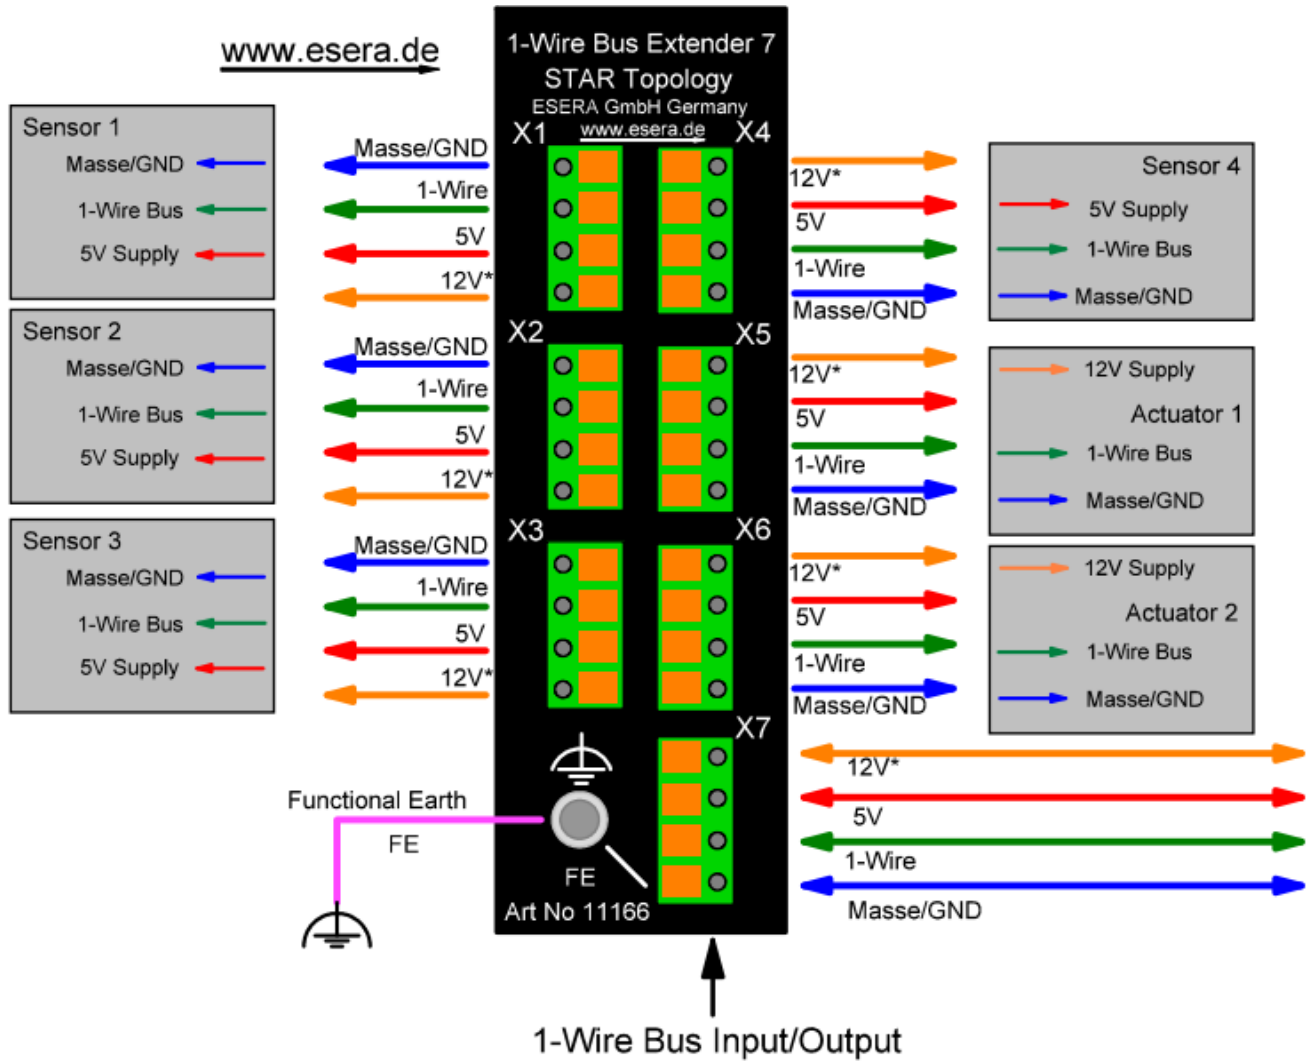 www.esera.de
1-Wire Bus Extender 7
STAR Topology
ESERA GmbH Germany
www.esera.de
X1
X4
Sensor 1
Masse/GND
1-Wire Bus
5V Supply
Masse/GND
1-Wire
5V
12V*
12V*
5V
1-Wire
Masse/GND
Sensor 4
5V Supply
1-Wire Bus
Masse/GND
X2
X5
Sensor 2
Masse/GND
1-Wire Bus
5V Supply
Masse/GND
1-Wire
5V
12V*
12V*
5V
1-Wire
Masse/GND
12V Supply
Actuator 1
1-Wire Bus
Masse/GND
X3
X6
Sensor 3
Masse/GND
1-Wire Bus
5V Supply
Masse/GND
1-Wire
5V
12V*
12V*
5V
1-Wire
Masse/GND
12V Supply
Actuator 2
1-Wire Bus
Masse/GND
X7
12V*
5V
1-Wire
Masse/GND
Functional Earth
FE
FE
Art No 11166
1-Wire Bus Input/Output